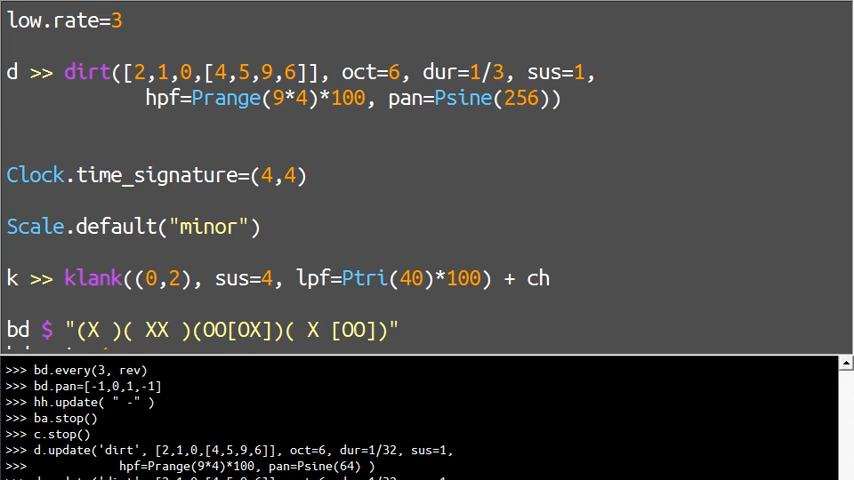 low.rate=3
d >> dirt([2,1,0,[4,5,9,6]], oct=6, dur=1/3, sus=1,
hpf=Prange(9*4)*100, pan=Psine(256))
Clock.time_signature=(4,4)
Scale.default("minor")
k >> klank((0,2), sus=4, lpf=Ptri(40)*100) + ch
bd $ "(X )( XX )(OO[OX])( X [OO])"
>>> bd.every(3, rev)
>>> bd.pan=[-1,0,1,-1]
>>> hh.update( " -" )
>>> ba.stop()
>>> c.stop()
>>> d.update('dirt', [2,1,0,[4,5,9,6]], oct=6, dur=1/32, sus=1,
>>> hpf=Prange(9*4)*100, pan=Psine(64) )